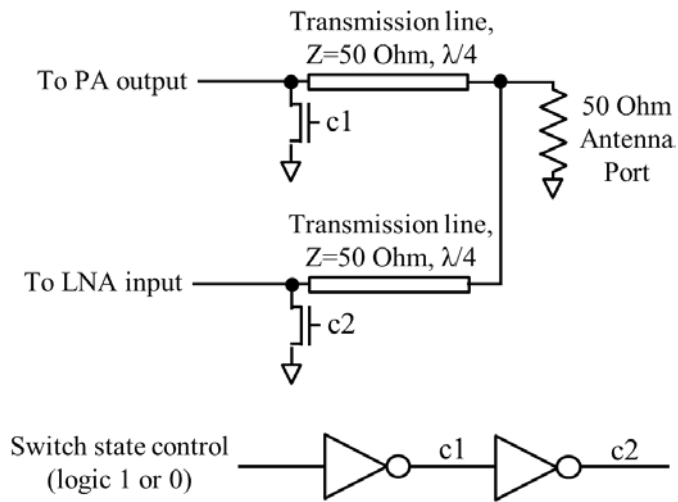 Transmission line,
Z=50 Ohm, λ/4
To PA output
c1
50 Ohm
Antenna
Port
Transmission line,
Z=50 Ohm, λ/4
To LNA input
c2
Switch state control
(logic 1 or 0)
c1
c2